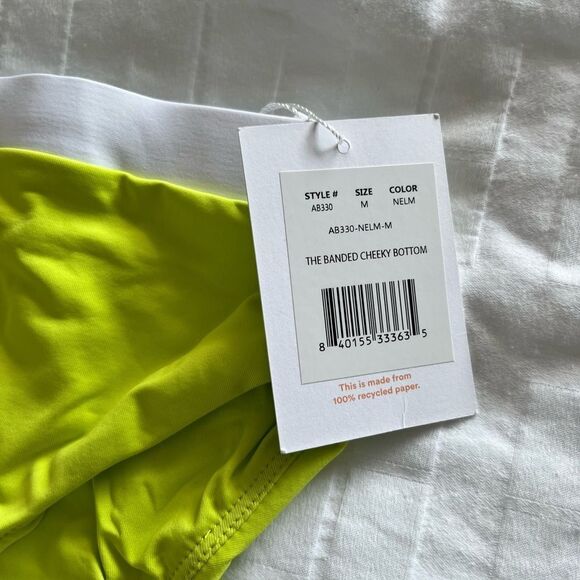 STYLE # SIZE COLOR
AB330 M NELM
AB330-NELM-M
THE BANDED CHEEKY BOTTOM
8 40155 33363 5
This is made from
100% recycled paper.